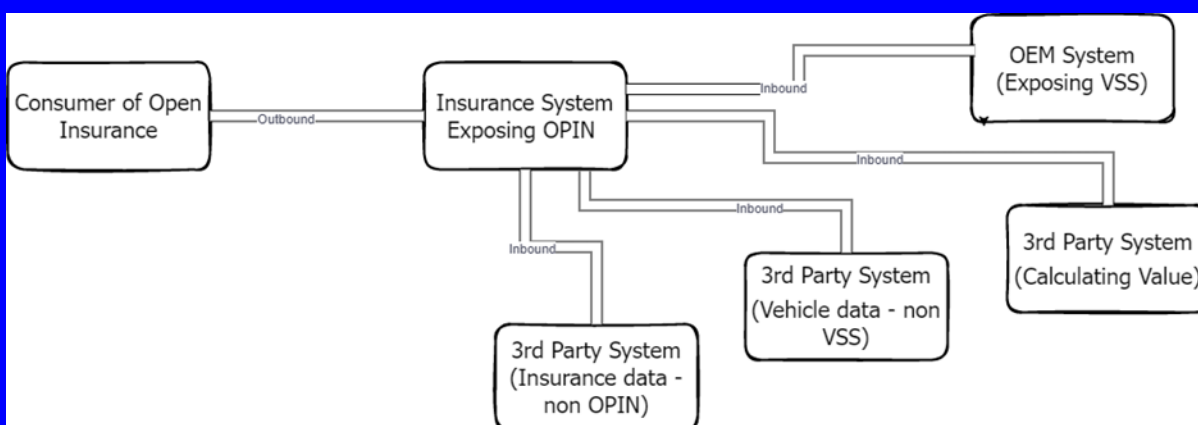 Consumer of Open
Insurance
Outbound
Insurance System
Exposing OPIN
Inbound
OEM System
(Exposing VSS)
Inbound
3rd Party System
(Calculating Value)
Inbound
3rd Party System
(Vehicle data - non
VSS)
Inbound
3rd Party System
(Insurance data -
non OPIN)